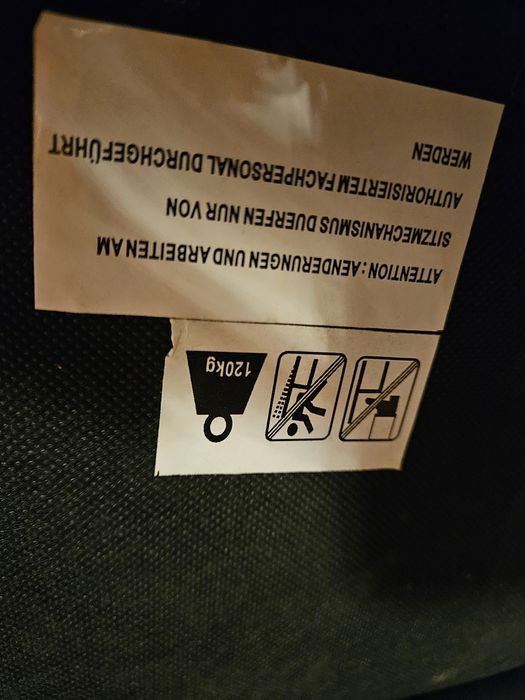 ATTENTION: AENDERUNGEN UND ARBEITEN AM
SITZMECHANISMUS DUERFEN NUR VON
AUTHORISIERTEM FACHPERSONAL DURCHGEFÜHRT
WERDEN
120kg